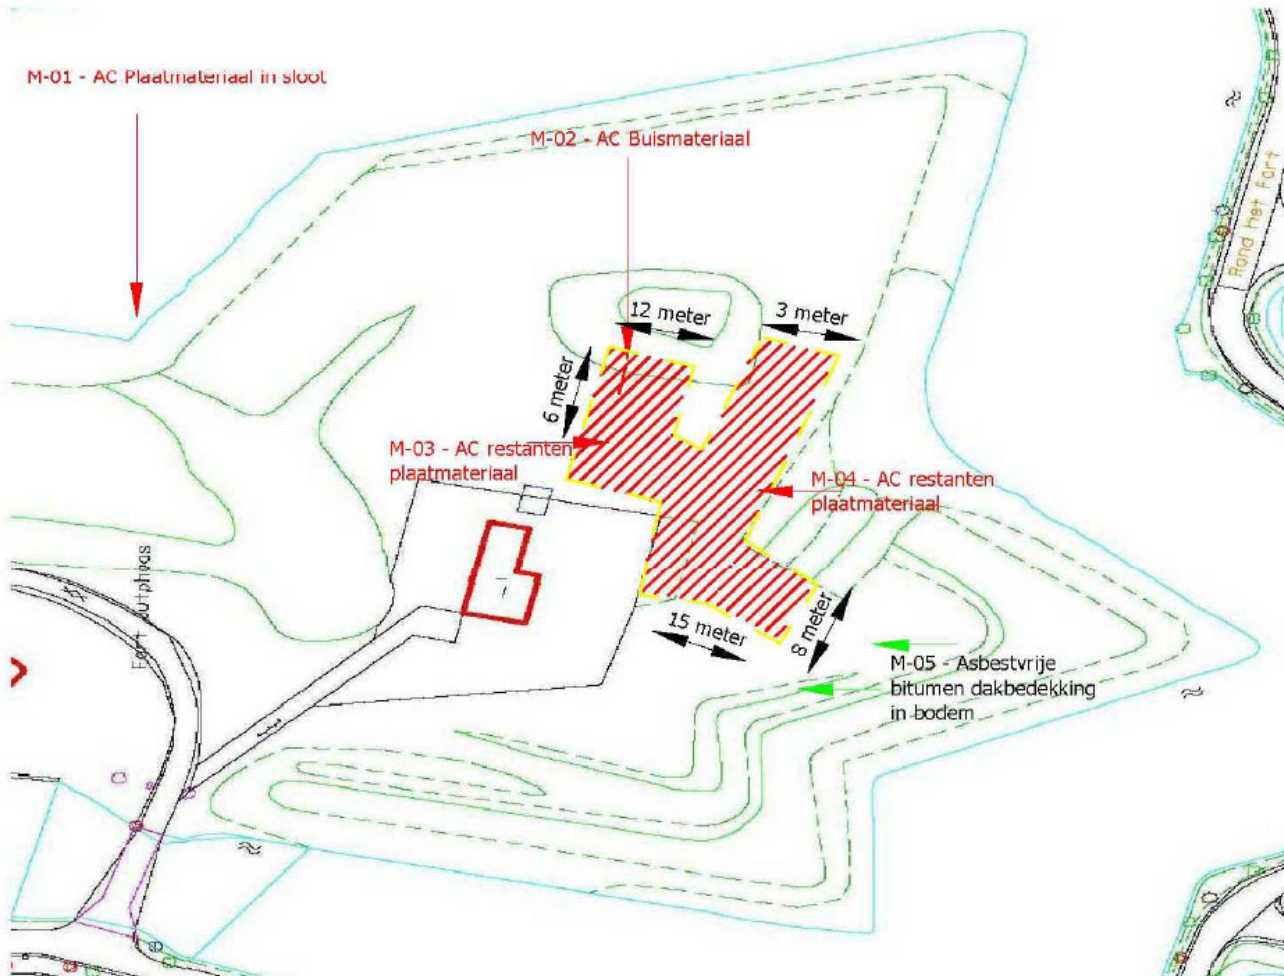 M-01 - AC Plaatmateriaal in sloot
M-02 - AC Buismateriaal
Rond het Fort
12 meter
3 meter
6 meter
M-03 - AC restanten
plaatmateriaal
M-04 - AC restanten
plaatmateriaal
15 meter
8 meter
M-05 - Asbestvrije
bitumen dakbedekking
in bodem
Fort